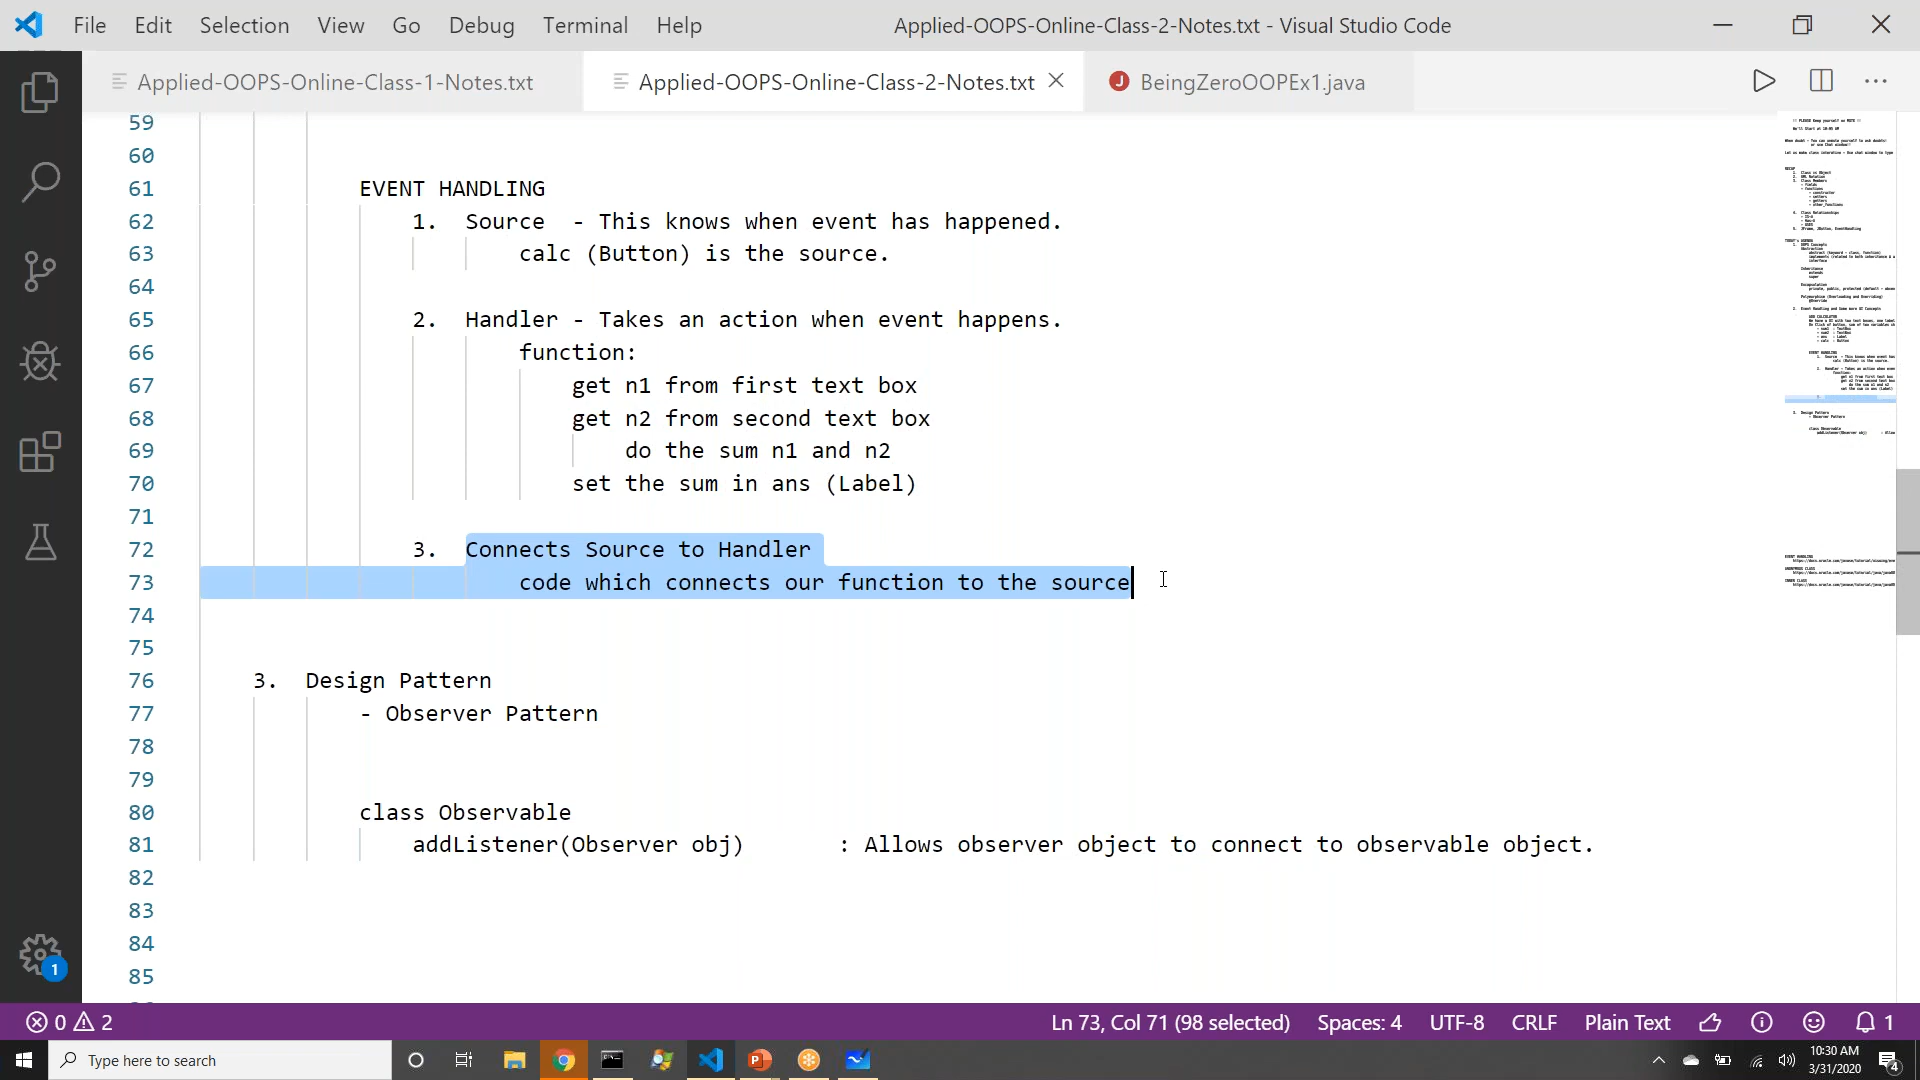 File Edit Selection View Go Debug Terminal Help Applied-OOPS-Online-Class-2-Notes.txt - Visual Studio Code
Applied-OOPS-Online-Class-1-Notes.txt Applied-OOPS-Online-Class-2-Notes.txt J BeingZeroOOPEx1.java
59
60
61 EVENT HANDLING
62 1. Source - This knows when event has happened.
63 calc (Button) is the source.
64
65 2. Handler - Takes an action when event happens.
66 function:
67 get n1 from first text box
68 get n2 from second text box
69 do the sum n1 and n2
70 set the sum in ans (Label)
71
72 3. Connects Source to Handler
73 code which connects our function to the source
74
75
76 3. Design Pattern
77 - Observer Pattern
78
79
80 class Observable
81 addListener(Observer obj) : Allows observer object to connect to observable object.
82
83
84
85
1
0 2 Ln 73, Col 71 (98 selected) Spaces: 4 UTF-8 CRLF Plain Text 1
Type here to search
10:30 AM
3/31/2020
4